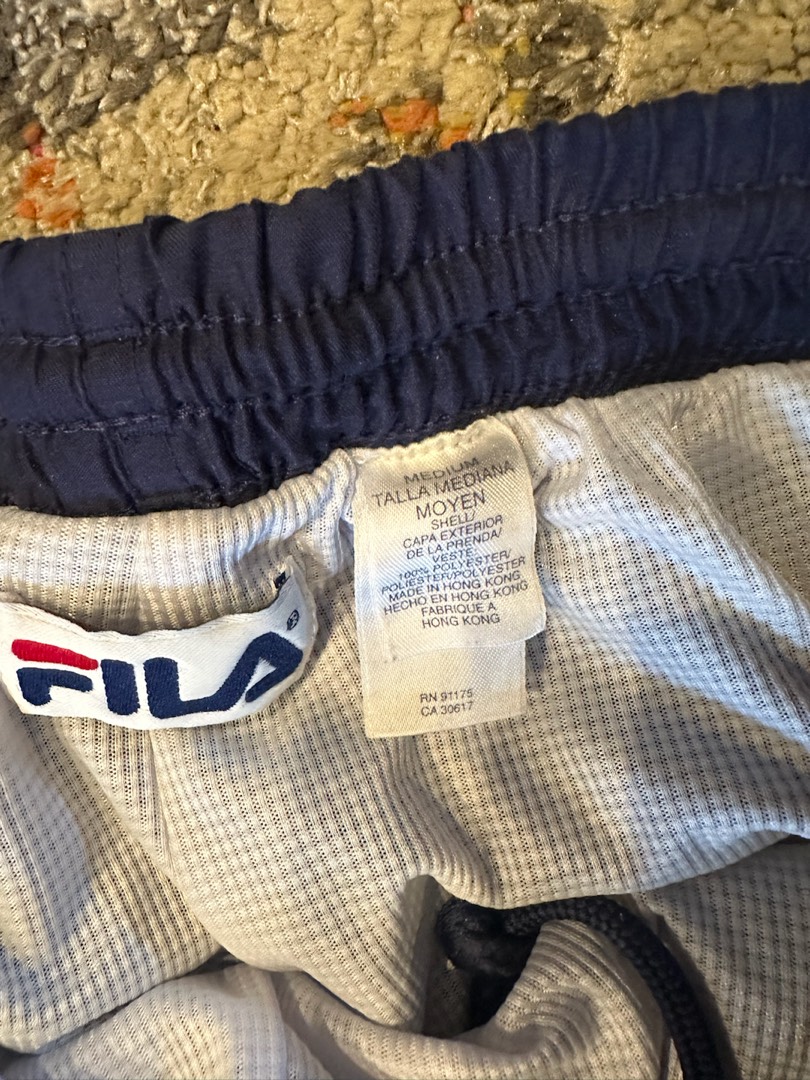 MEDIUM
TALLA MEDIANA
MOYEN
SHELL/
CAPA EXTERIOR
DE LA PRENDA/
VESTE:
100% POLYESTER/
POLIESTER/POLYESTER
MADE IN HONG KONG
HECHO EN HONG KONG
FABRIQUE A
HONG KONG
RN 91175
CA 30617
FILA®